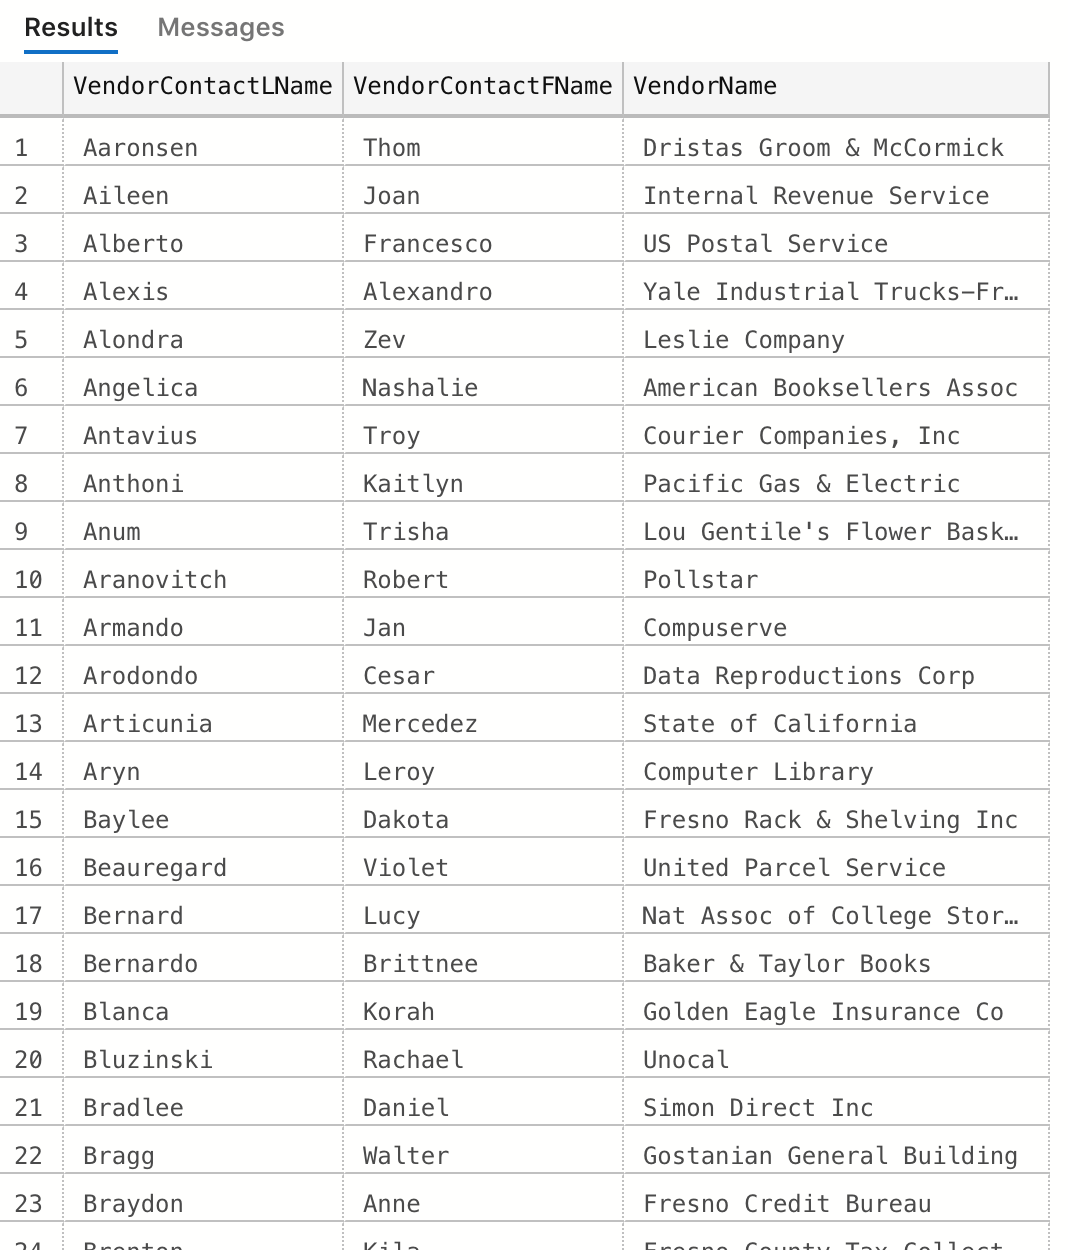 Results Messages
VendorContactLName VendorContactFName VendorName
1 Aaronsen Thom Dristas Groom & McCormick
2 Aileen Joan Internal Revenue Service
3 Alberto Francesco US Postal Service
4 Alexis Alexandro Yale Industrial Trucks-Fr…
5 Alondra Zev Leslie Company
6 Angelica Nashalie American Booksellers Assoc
7 Antavius Troy Courier Companies, Inc
8 Anthoni Kaitlyn Pacific Gas & Electric
9 Anum Trisha Lou Gentile's Flower Bask…
10 Aranovitch Robert Pollstar
11 Armando Jan Compuserve
12 Arodondo Cesar Data Reproductions Corp
13 Articunia Mercedez State of California
14 Aryn Leroy Computer Library
15 Baylee Dakota Fresno Rack & Shelving Inc
16 Beauregard Violet United Parcel Service
17 Bernard Lucy Nat Assoc of College Stor…
18 Bernardo Brittnee Baker & Taylor Books
19 Blanca Korah Golden Eagle Insurance Co
20 Bluzinski Rachael Unocal
21 Bradlee Daniel Simon Direct Inc
22 Bragg Walter Gostanian General Building
23 Braydon Anne Fresno Credit Bureau
24 Kila Fresno County Tax Collect